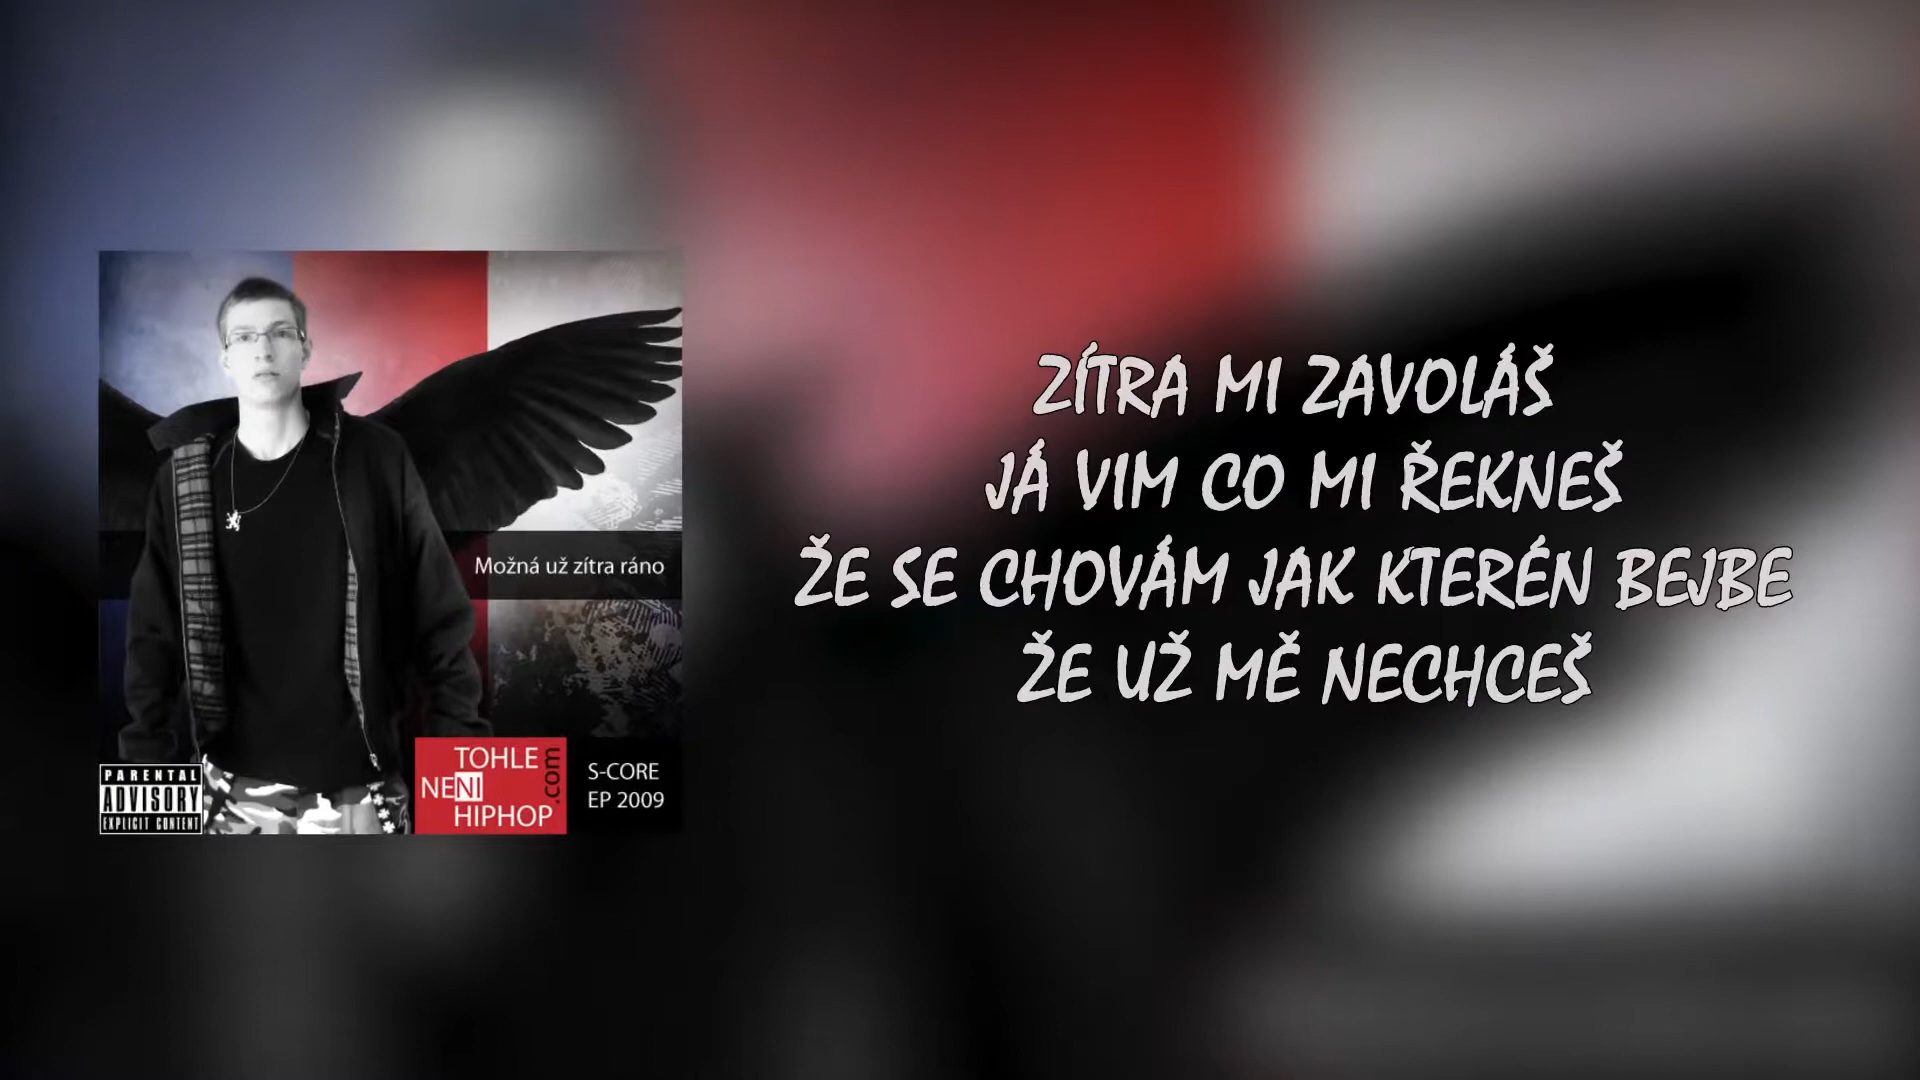 ZÍTRA MI ZAVOLÁŠ
JÁ VIM CO MI ŘEKNEŠ
ŽE SE CHOVÁM JAK KTERÉN BEJBE
ŽE UŽ MĚ NECHCEŠ
Možná už zítra ráno
PARENTAL
ADVISORY
EXPLICIT CONTENT
TOHLE
NENI
HIPHOP
.com
S-CORE
EP 2009